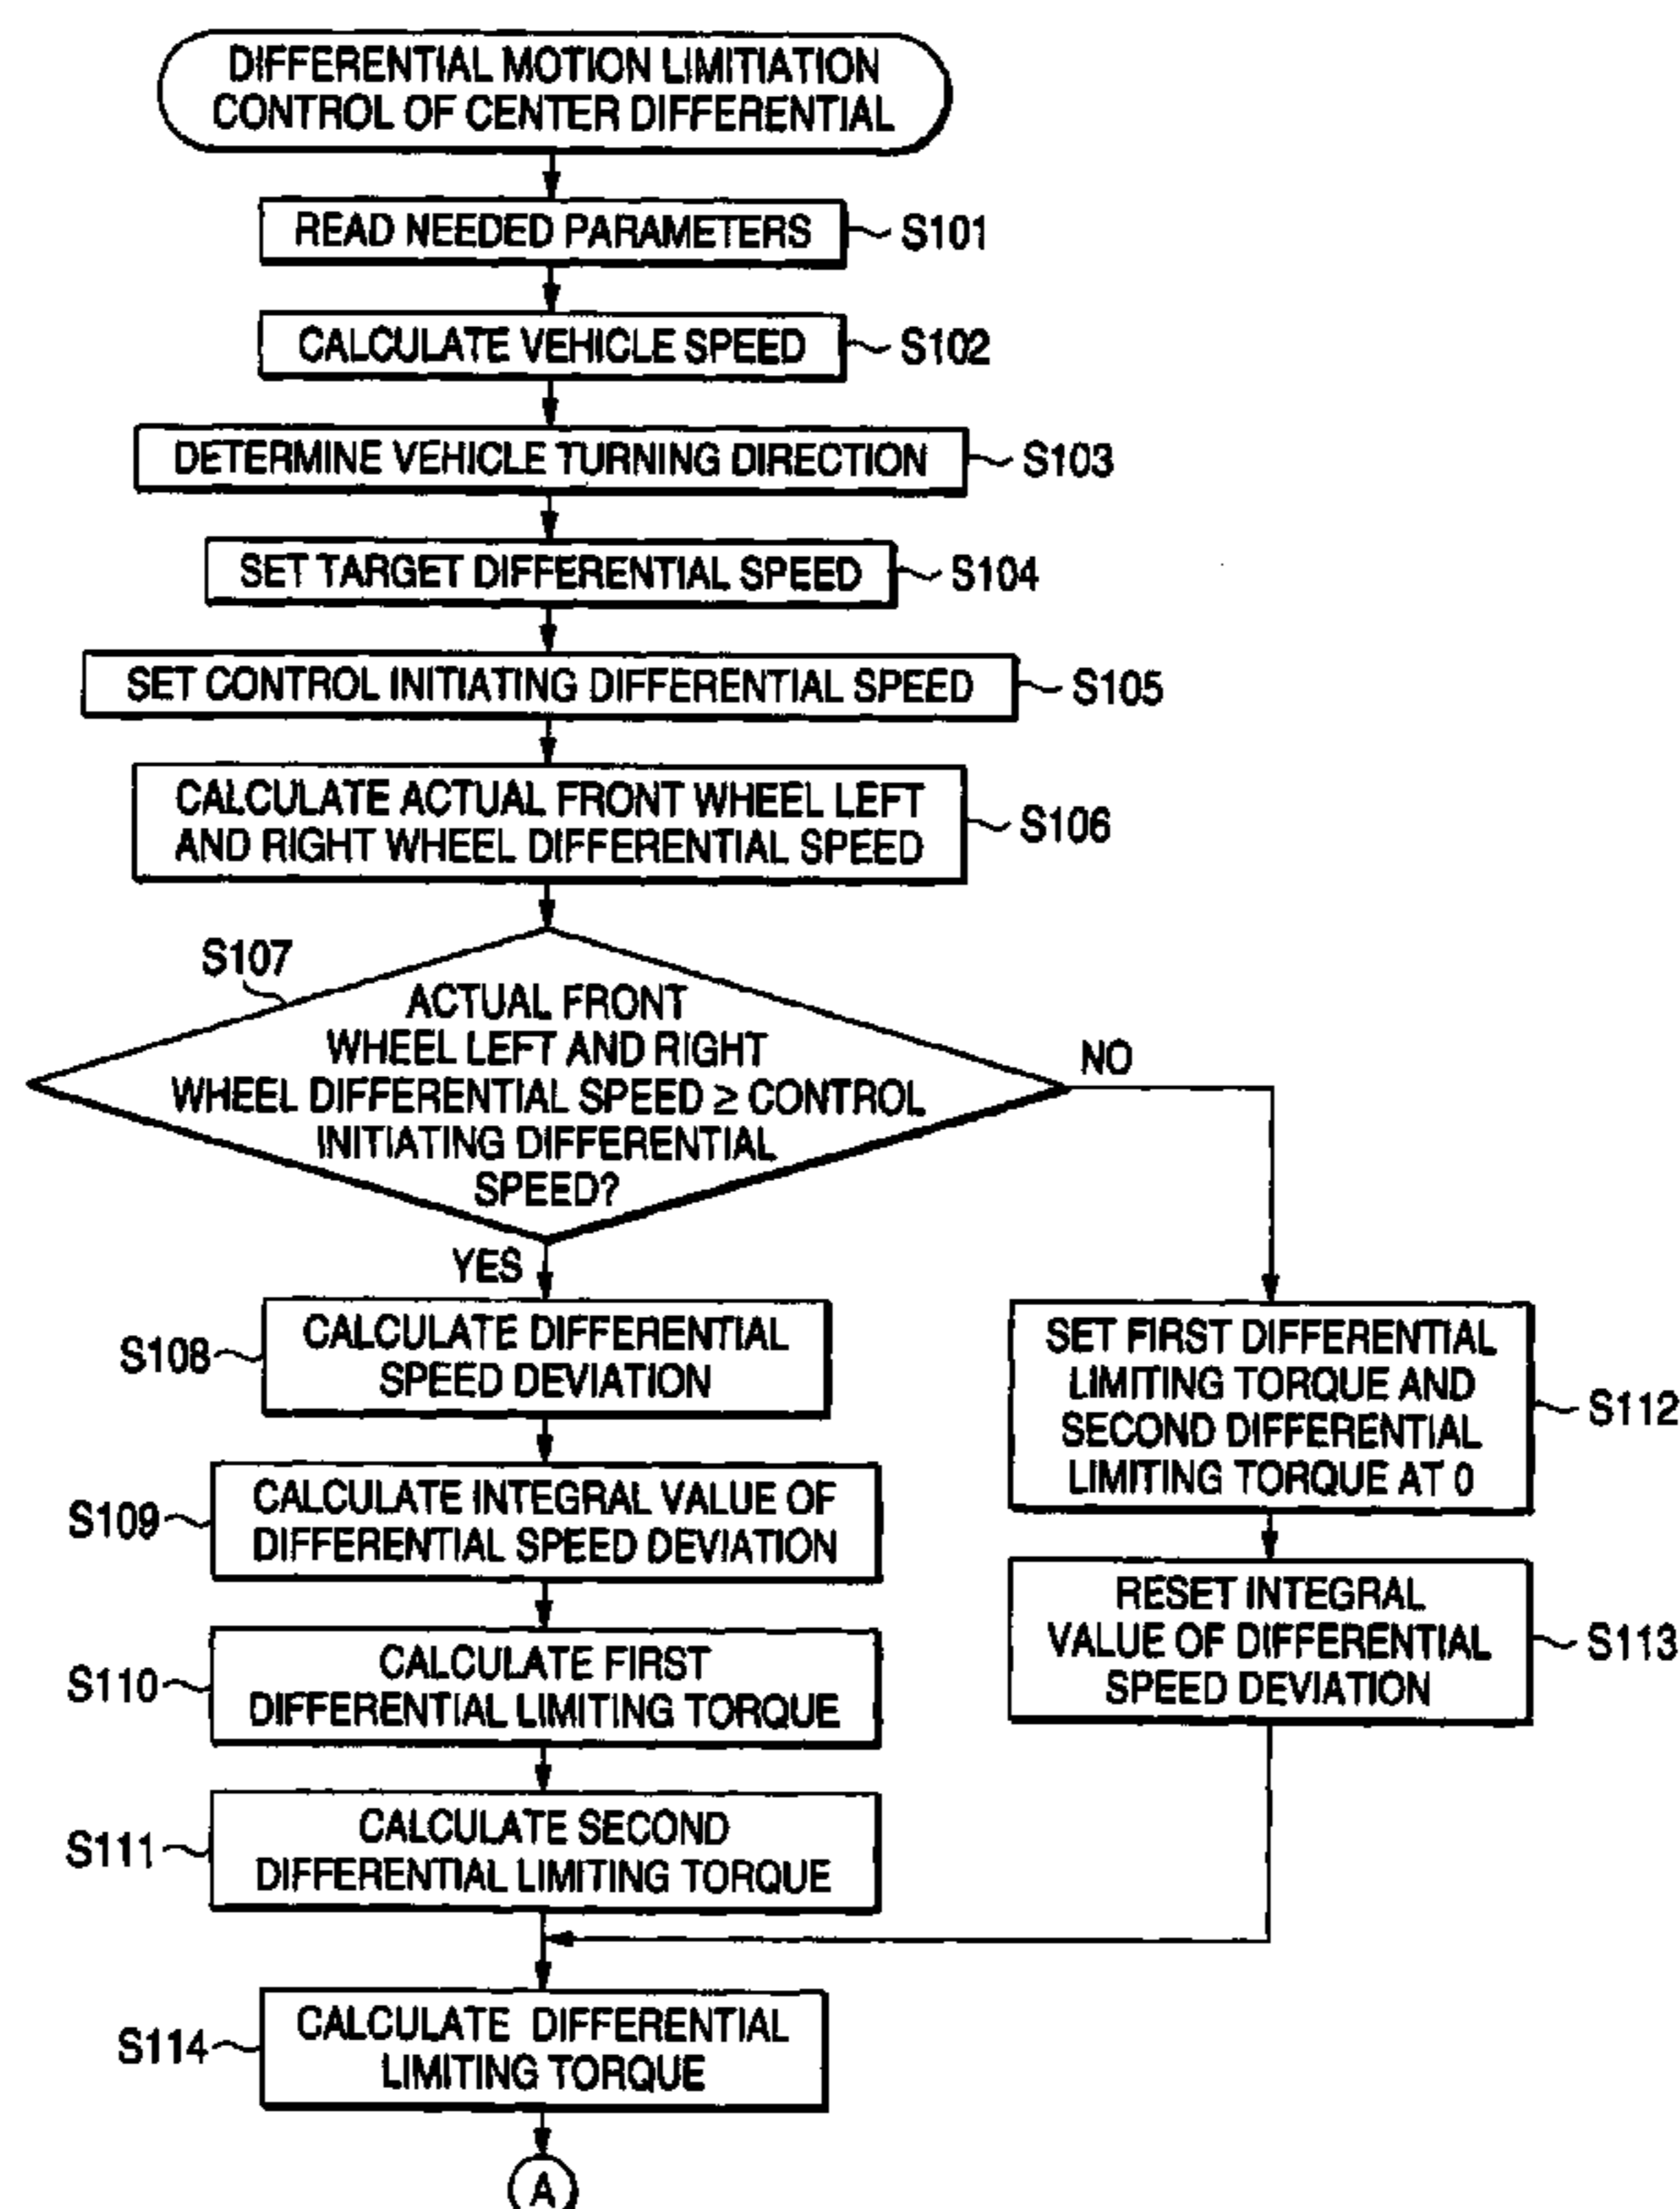 DIFFERENTIAL MOTION LIMITIATION
CONTROL OF CENTER DIFFERENTIAL
READ NEEDED PARAMETERS
S101
CALCULATE VEHICLE SPEED
S102
DETERMINE VEHICLE TURNING DIRECTION
S103
SET TARGET DIFFERENTIAL SPEED
S104
SET CONTROL INITIATING DIFFERENTIAL SPEED
S105
CALCULATE ACTUAL FRONT WHEEL LEFT
AND RIGHT WHEEL DIFFERENTIAL SPEED
S106
S107
ACTUAL FRONT
WHEEL LEFT AND RIGHT
WHEEL DIFFERENTIAL SPEED ≥ CONTROL
INITIATING DIFFERENTIAL
SPEED?
NO
YES
S108
CALCULATE DIFFERENTIAL
SPEED DEVIATION
S109
CALCULATE INTEGRAL VALUE OF
DIFFERENTIAL SPEED DEVIATION
S110
CALCULATE FIRST
DIFFERENTIAL LIMITING TORQUE
S111
CALCULATE SECOND
DIFFERENTIAL LIMITING TORQUE
SET FIRST DIFFERENTIAL
LIMITING TORQUE AND
SECOND DIFFERENTIAL
LIMITING TORQUE AT 0
S112
RESET INTEGRAL
VALUE OF DIFFERENTIAL
SPEED DEVIATION
S113
S114
CALCULATE DIFFERENTIAL
LIMITING TORQUE
A